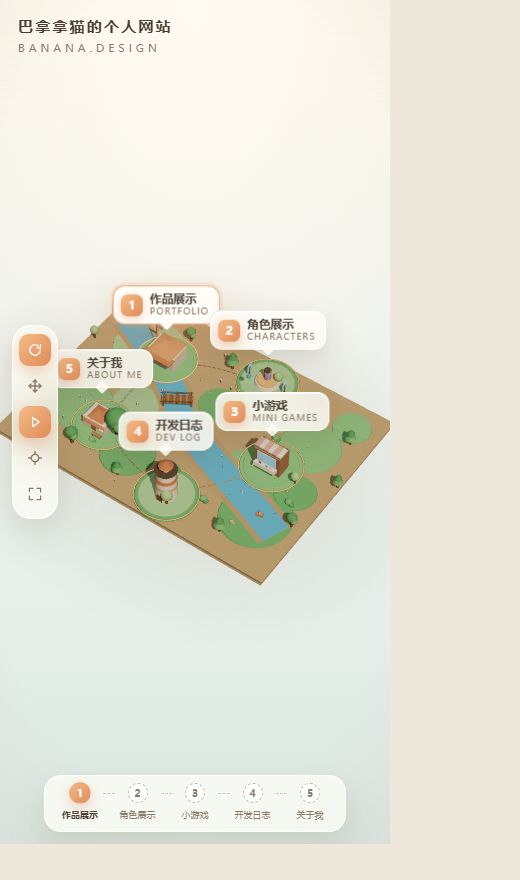 巴拿拿猫的个人网站
BANANA.DESIGN
1
作品展示
PORTFOLIO
2
角色展示
CHARACTERS
5
关于我
ABOUT ME
3
小游戏
MINI GAMES
4
开发日志
DEV LOG
1 2 3 4 5
作品展示 角色展示 小游戏 开发日志 关于我